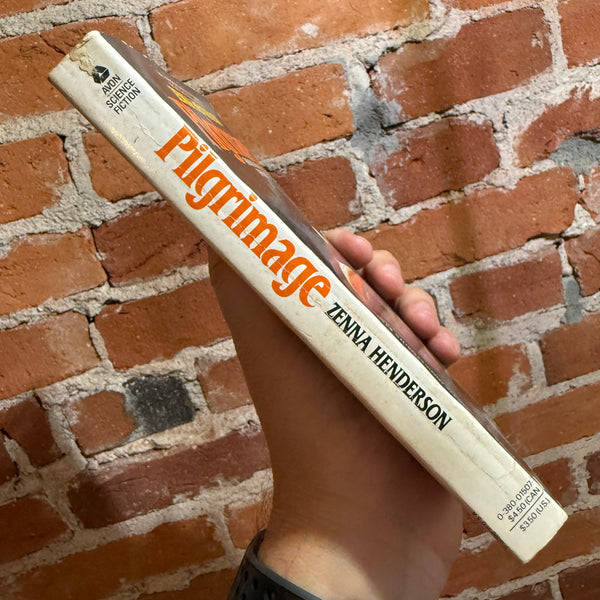 AVON
SCIENCE
FICTION
Pilgrimage
ZENNA HENDERSON
0-380-01507
$4.50 (CAN
$3.50 (U.S.)